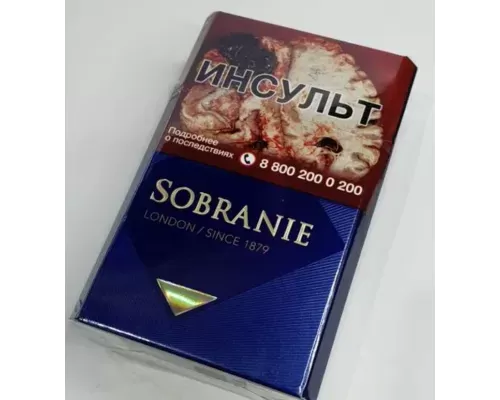 ИНСУЛЬТ
Подробнее
о последствиях 8 800 200 0 200
SOBRANIE
LONDON / SINCE 1879